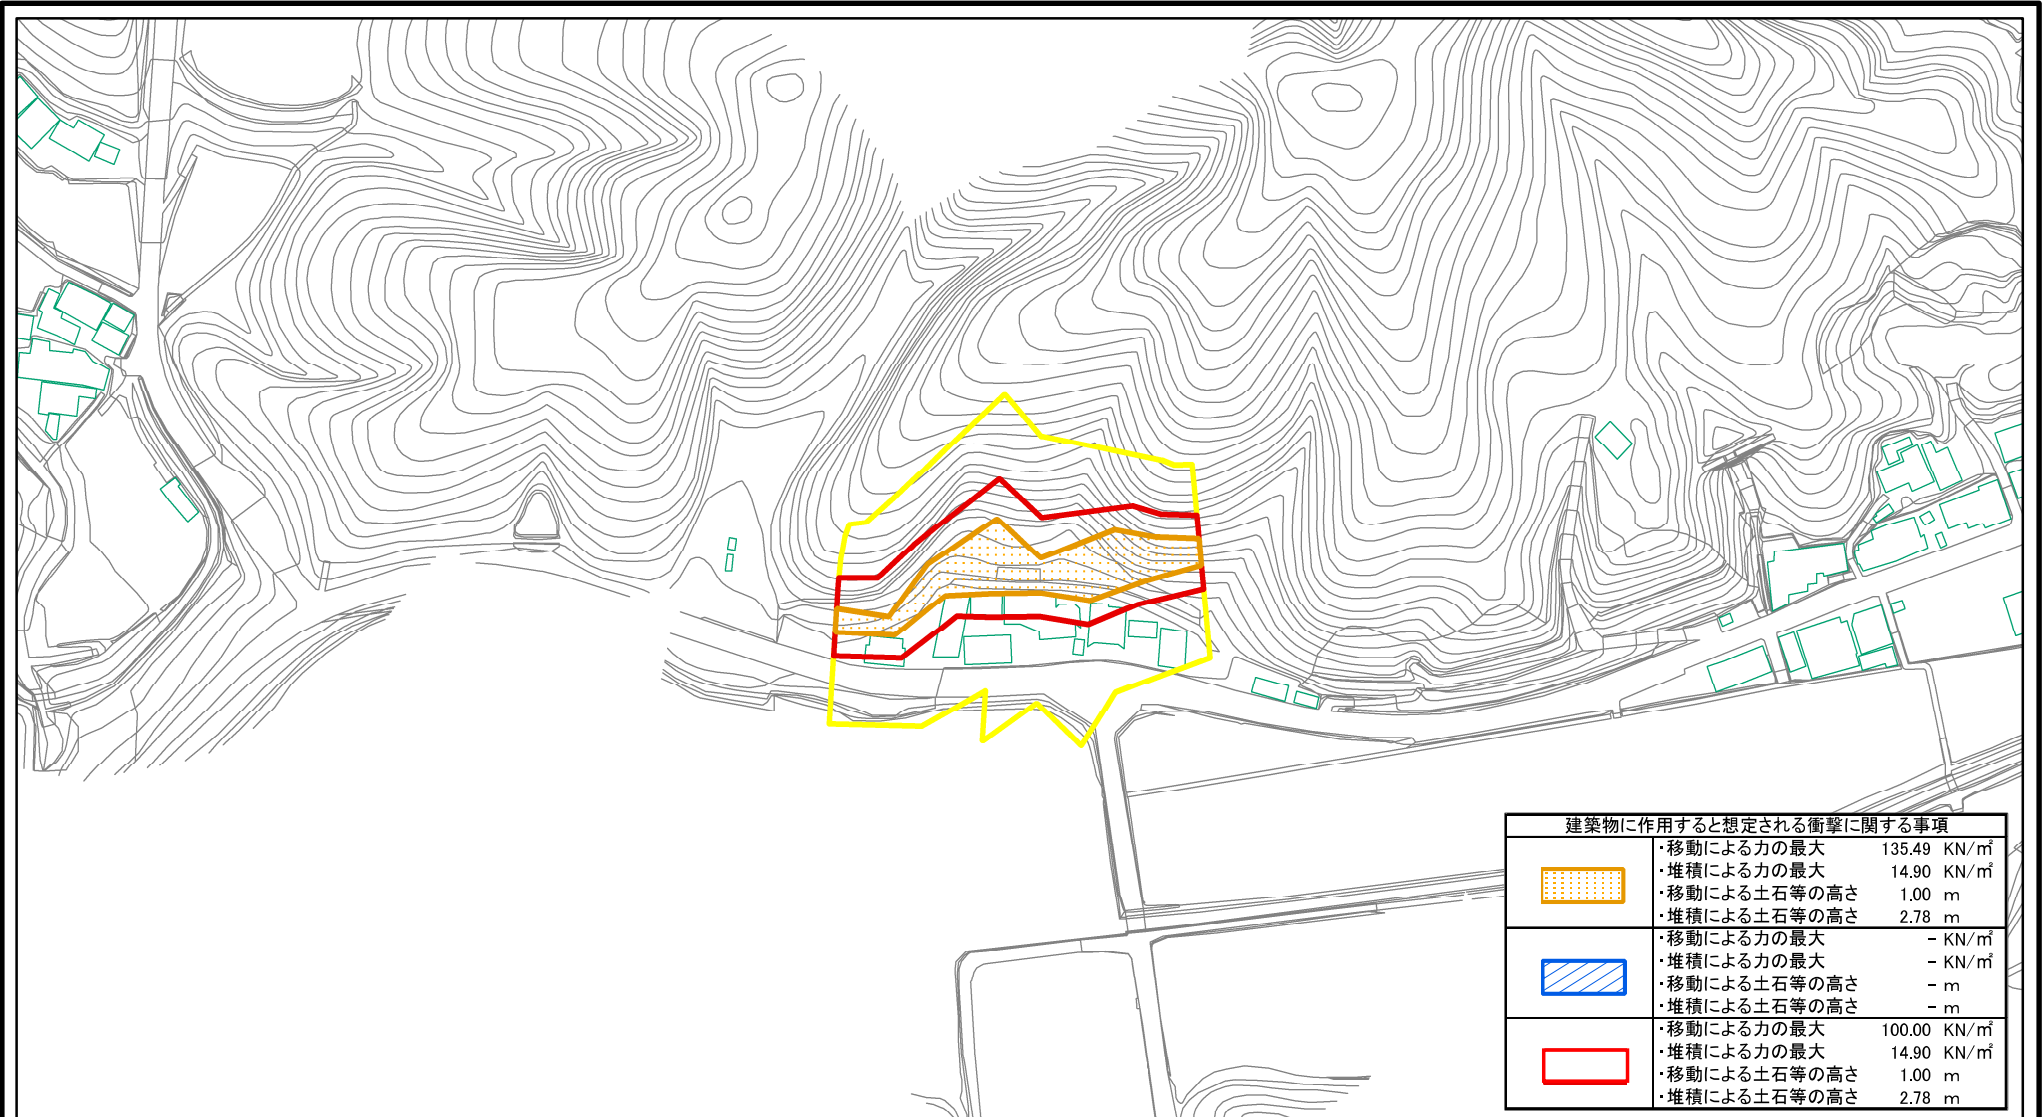 建築物に作用すると想定される衝撃に関する事項
・移動による力の最大 135.49 KN/㎡
・堆積による力の最大 14.90 KN/㎡
・移動による土石等の高さ 1.00 m
・堆積による土石等の高さ 2.78 m
・移動による力の最大 - KN/㎡
・堆積による力の最大 - KN/㎡
・移動による土石等の高さ - m
・堆積による土石等の高さ - m
・移動による力の最大 100.00 KN/㎡
・堆積による力の最大 14.90 KN/㎡
・移動による土石等の高さ 1.00 m
・堆積による土石等の高さ 2.78 m